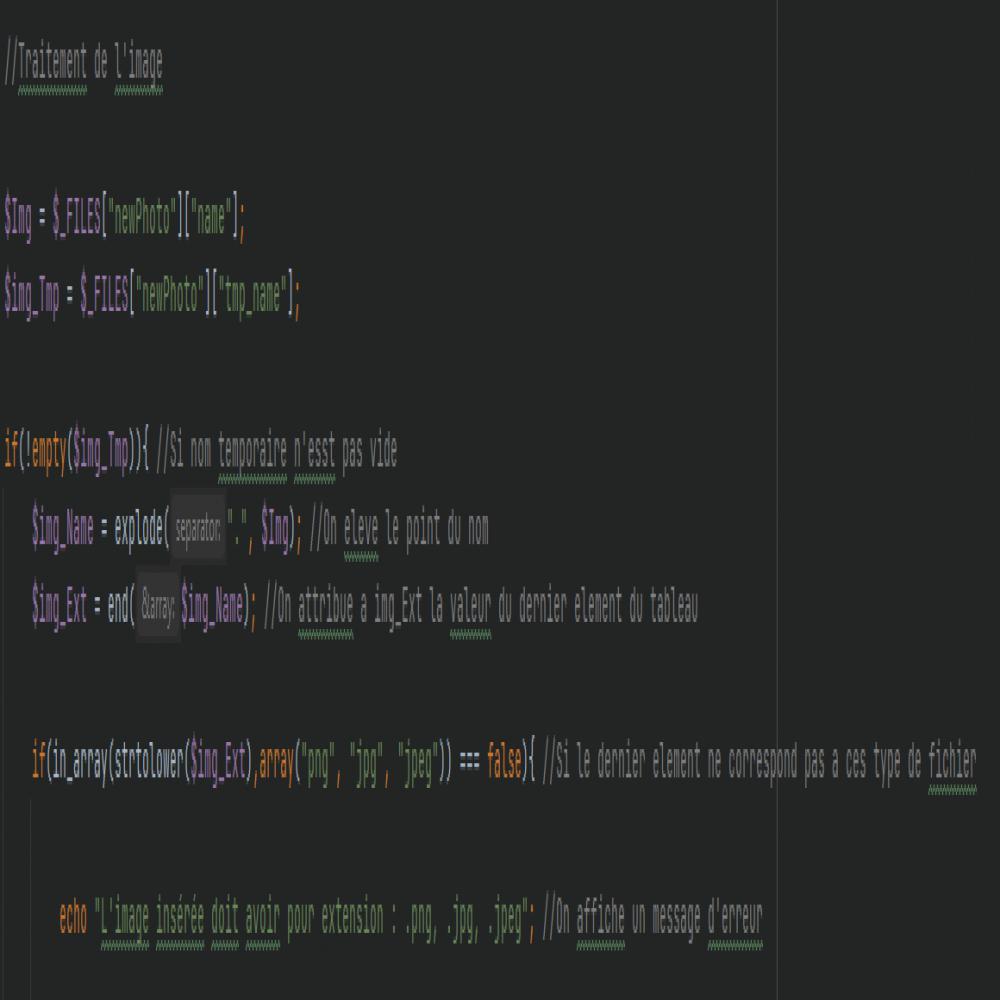 //Traitement de l'image
$Img = $_FILES["newPhoto"]["name"];
$img_Tmp = $_FILES["newPhoto"]["tmp_name"];
if(!empty($img_Tmp)){ //Si nom temporaire n'esst pas vide
$img_Name = explode( separator: ".", $Img); //On eleve le point du nom
$img_Ext = end( &array: $img_Name); //On attribue a img_Ext la valeur du dernier element du tableau
if(in_array(strtolower($img_Ext),array("png", "jpg", "jpeg")) === false){ //Si le dernier element ne correspond pas a ces type de fichier
echo "L'image insérée doit avoir pour extension : .png, .jpg, .jpeg"; //On affiche un message d'erreur